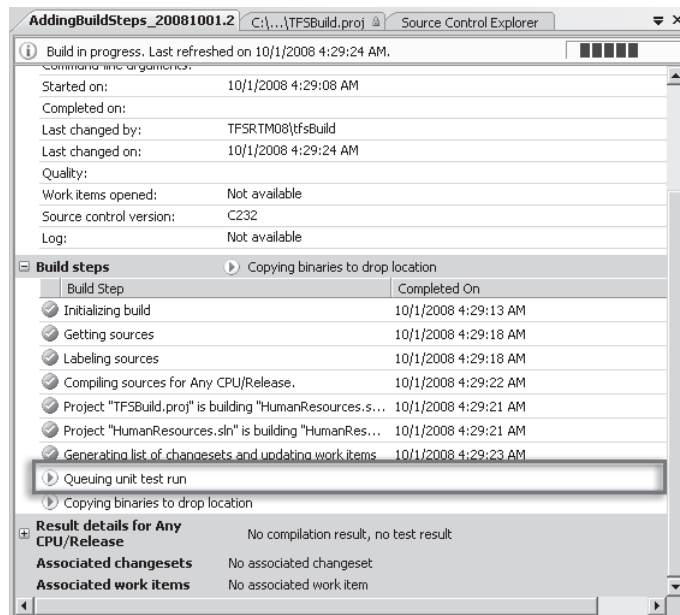 AddingBuildSteps_20081001.2 C:\...\TFSBuild.proj Source Control Explorer
Build in progress. Last refreshed on 10/1/2008 4:29:24 AM.
Command-line arguments:
Started on: 10/1/2008 4:29:08 AM
Completed on:
Last changed by: TFSRTM08\tfsBuild
Last changed on: 10/1/2008 4:29:24 AM
Quality:
Work items opened: Not available
Source control version: C232
Log: Not available
Build steps Copying binaries to drop location
Build Step Completed On
Initializing build 10/1/2008 4:29:13 AM
Getting sources 10/1/2008 4:29:18 AM
Labeling sources 10/1/2008 4:29:18 AM
Compiling sources for Any CPU/Release. 10/1/2008 4:29:22 AM
Project "TFSBuild.proj" is building "HumanResources.s... 10/1/2008 4:29:21 AM
Project "HumanResources.sln" is building "HumanRes... 10/1/2008 4:29:21 AM
Generating list of changesets and updating work items 10/1/2008 4:29:23 AM
Queuing unit test run
Copying binaries to drop location
Result details for Any
CPU/Release No compilation result, no test result
Associated changesets No associated changeset
Associated work items No associated work item